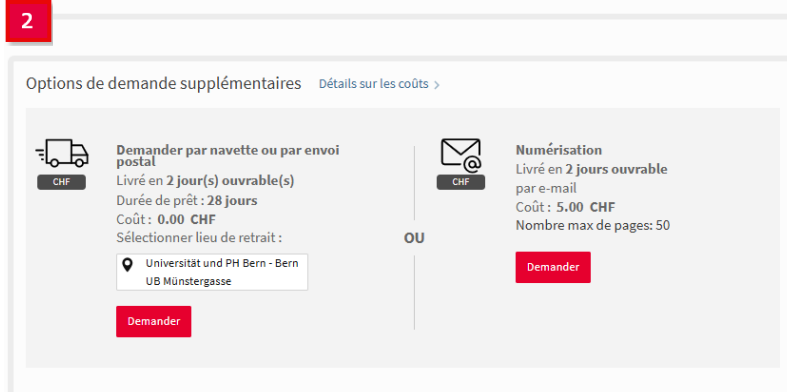 2
Options de demande supplémentaires Détails sur les coûts >
CHF
Demander par navette ou par envoi
postal
Livré en 2 jour(s) ouvrable(s)
Durée de prêt : 28 jours
Coût : 0.00 CHF
Sélectionner lieu de retrait :
Universität und PH Bern - Bern
UB Münstergasse
Demander
OU
CHF
Numérisation
Livré en 2 jours ouvrable
par e-mail
Coût : 5.00 CHF
Nombre max de pages: 50
Demander